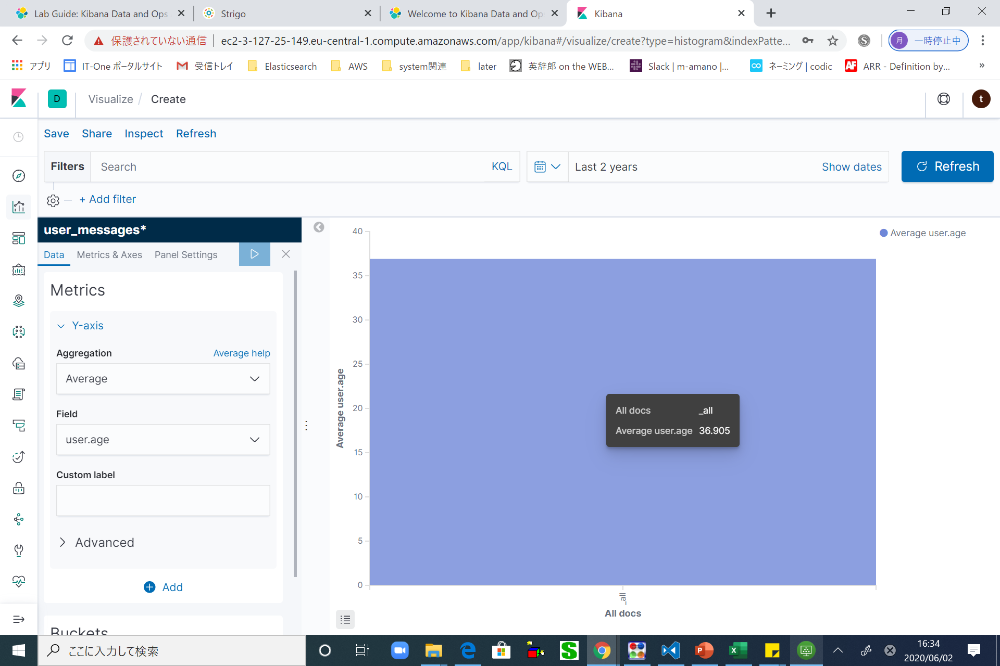 Lab Guide: Kibana Data and Ops
Strigo
Welcome to Kibana Data and Op
Kibana
保護されていない通信
ec2-3-127-25-149.eu-central-1.compute.amazonaws.com/app/kibana#/visualize/create?type=histogram&indexPatte...
月
一時停止中
アプリ
IT-One ポータルサイト
受信トレイ
Elasticsearch
AWS
system関連
later
英辞郎 on the WEB...
Slack | m-amano |...
ネーミング | codic
ARR - Definition by...
»
D
Visualize / Create
t
Save Share Inspect Refresh
Filters
Search
KQL
Last 2 years
Show dates
Refresh
+ Add filter
user_messages*
Data
Metrics & Axes
Panel Settings
Metrics
Y-axis
Aggregation
Average help
Average
Field
user.age
Custom label
Advanced
Add
Buckets
40
35
30
25
20
15
10
5
0
Average user.age
Average user.age
All docs _all
Average user.age 36.905
_all
All docs
ここに入力して検索
16:34
2020/06/02